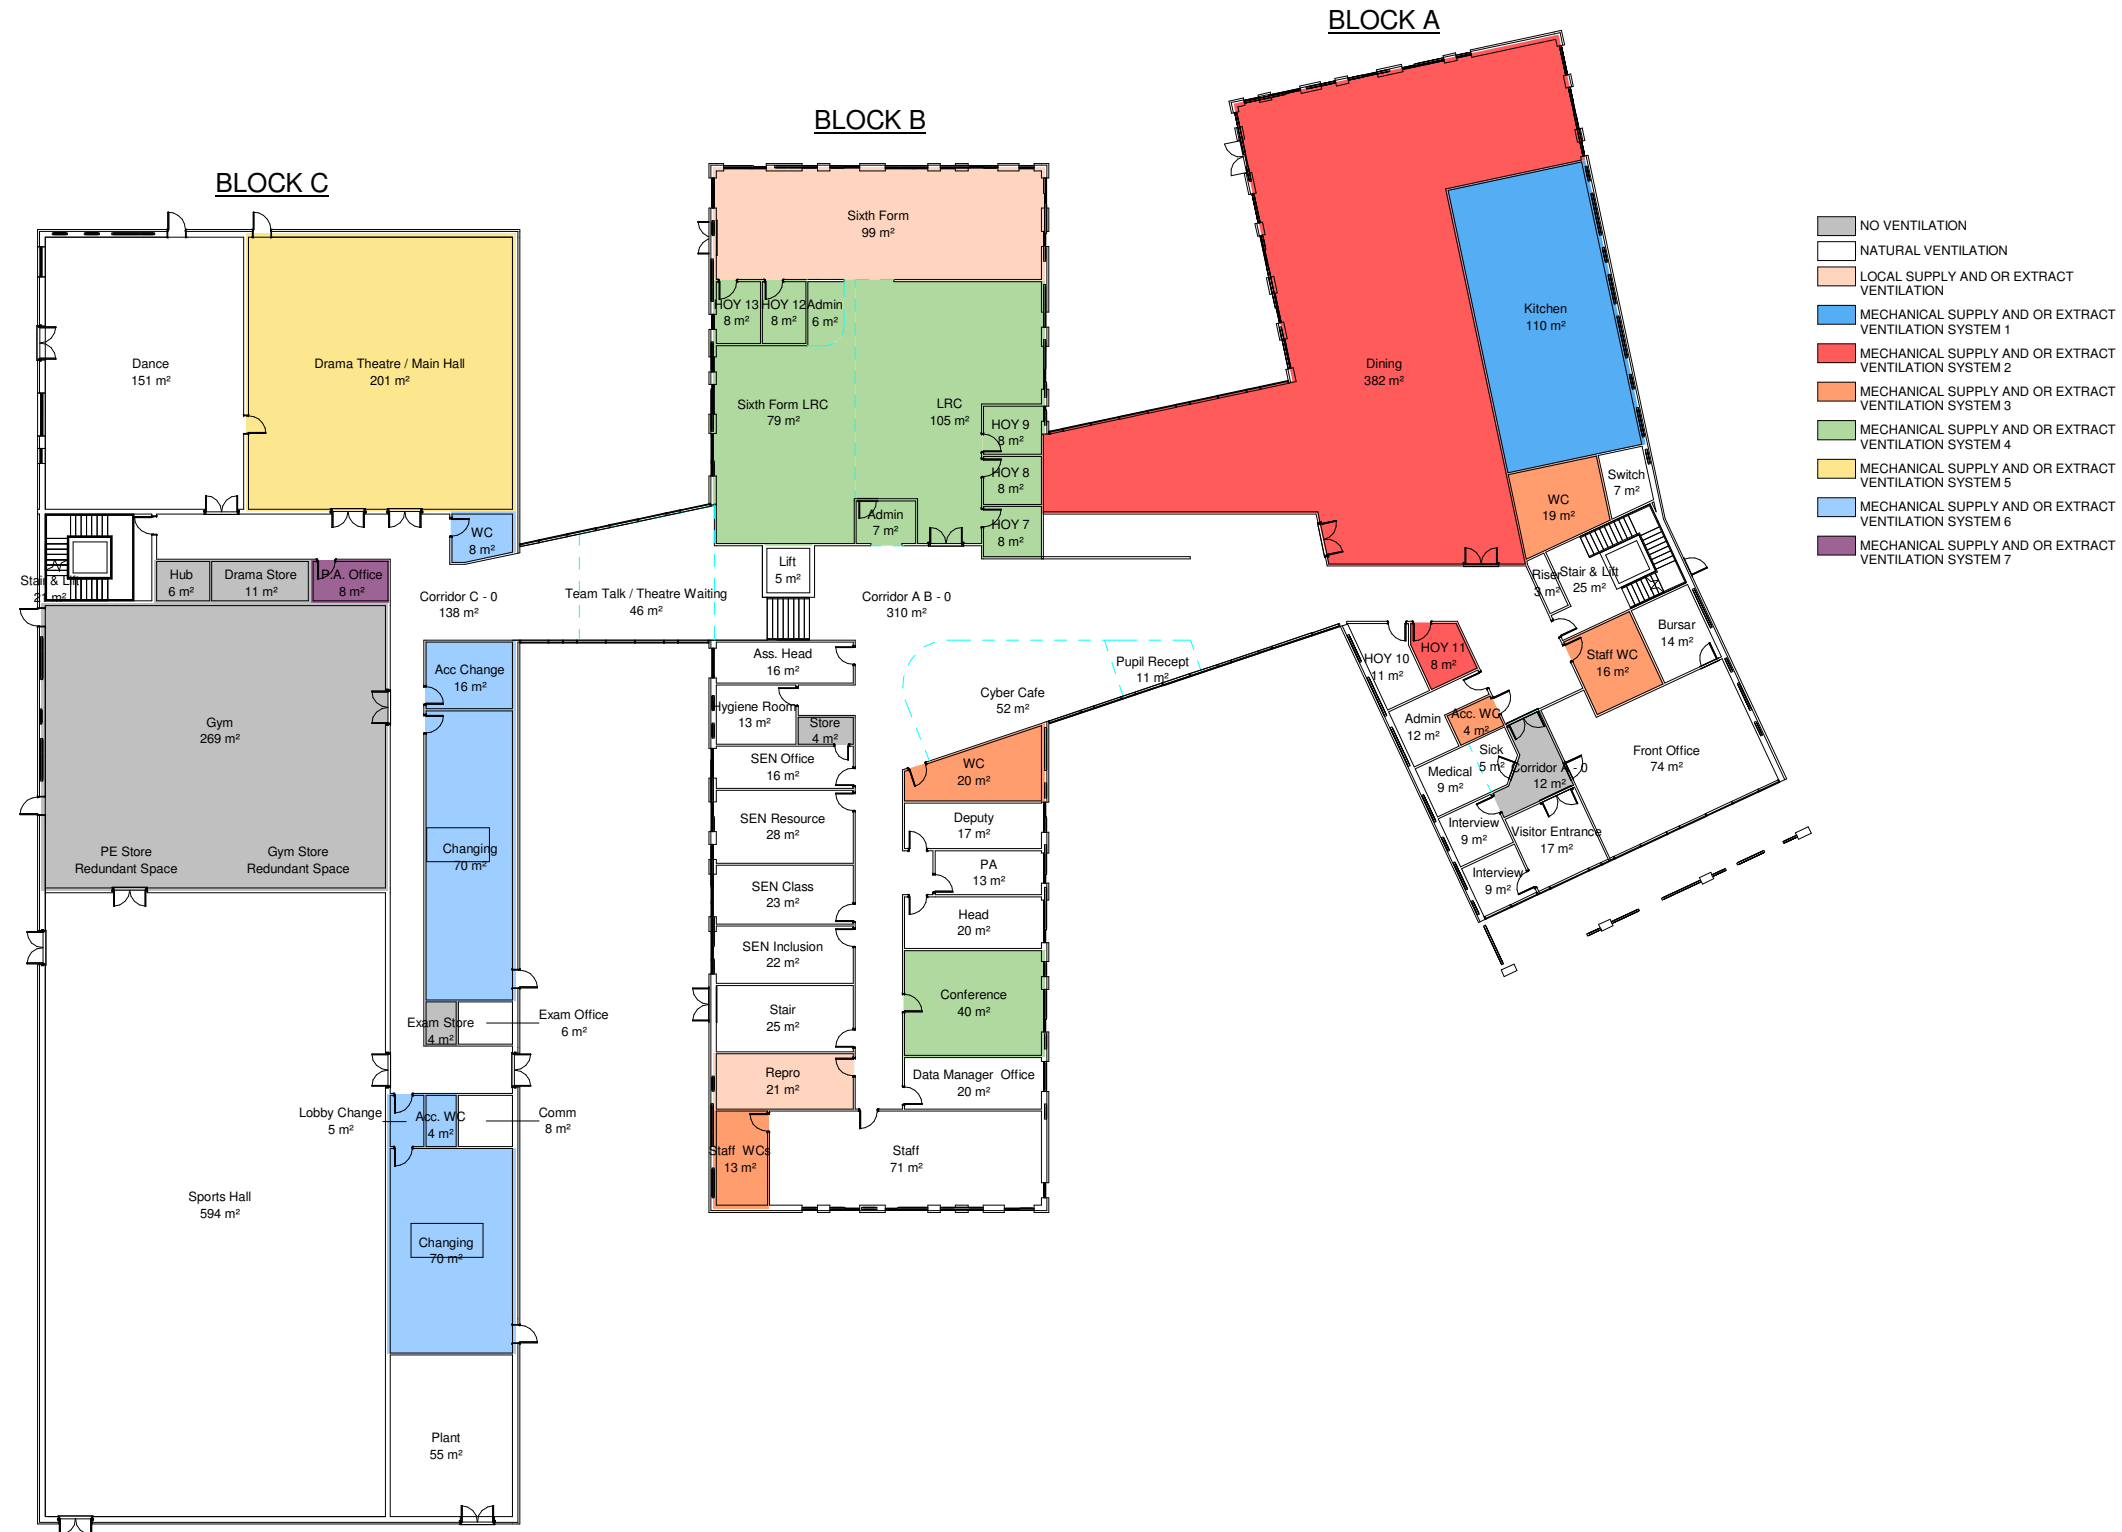 BLOCK A
BLOCK B
BLOCK C
NO VENTILATION
NATURAL VENTILATION
LOCAL SUPPLY AND OR EXTRACT
VENTILATION
MECHANICAL SUPPLY AND OR EXTRACT
VENTILATION SYSTEM 1
MECHANICAL SUPPLY AND OR EXTRACT
VENTILATION SYSTEM 2
MECHANICAL SUPPLY AND OR EXTRACT
VENTILATION SYSTEM 3
MECHANICAL SUPPLY AND OR EXTRACT
VENTILATION SYSTEM 4
MECHANICAL SUPPLY AND OR EXTRACT
VENTILATION SYSTEM 5
MECHANICAL SUPPLY AND OR EXTRACT
VENTILATION SYSTEM 6
MECHANICAL SUPPLY AND OR EXTRACT
VENTILATION SYSTEM 7
Dance
151 m²
Drama Theatre / Main Hall
201 m²
WC
8 m²
Stair & Lift
21 m²
Hub
6 m²
Drama Store
11 m²
P.A. Office
8 m²
Corridor C - 0
138 m²
Team Talk / Theatre Waiting
46 m²
Acc Change
16 m²
Gym
269 m²
PE Store
Redundant Space
Gym Store
Redundant Space
Changing
70 m²
Exam Store
4 m²
Exam Office
6 m²
Lobby Change
5 m²
Acc. WC
4 m²
Comm
8 m²
Sports Hall
594 m²
Changing
70 m²
Plant
55 m²
Sixth Form
99 m²
HOY 13
8 m²
HOY 12
8 m²
Admin
6 m²
Sixth Form LRC
79 m²
LRC
105 m²
HOY 9
8 m²
HOY 8
8 m²
HOY 7
8 m²
Admin
7 m²
Lift
5 m²
Corridor A B - 0
310 m²
Ass. Head
16 m²
Hygiene Room
13 m²
Store
4 m²
SEN Office
16 m²
SEN Resource
28 m²
SEN Class
23 m²
SEN Inclusion
22 m²
Stair
25 m²
Repro
21 m²
Staff WCs
13 m²
Staff
71 m²
Cyber Cafe
52 m²
Pupil Recept
11 m²
WC
20 m²
Deputy
17 m²
PA
13 m²
Head
20 m²
Conference
40 m²
Data Manager Office
20 m²
Dining
382 m²
Kitchen
110 m²
Switch
7 m²
WC
19 m²
Riser
3 m²
Stair & Lift
25 m²
Bursar
14 m²
Staff WC
16 m²
HOY 10
11 m²
HOY 11
8 m²
Admin
12 m²
Acc. WC
4 m²
Sick
5 m²
Medical
9 m²
Corridor A - 0
12 m²
Front Office
74 m²
Interview
9 m²
Visitor Entrance
17 m²
Interview
9 m²